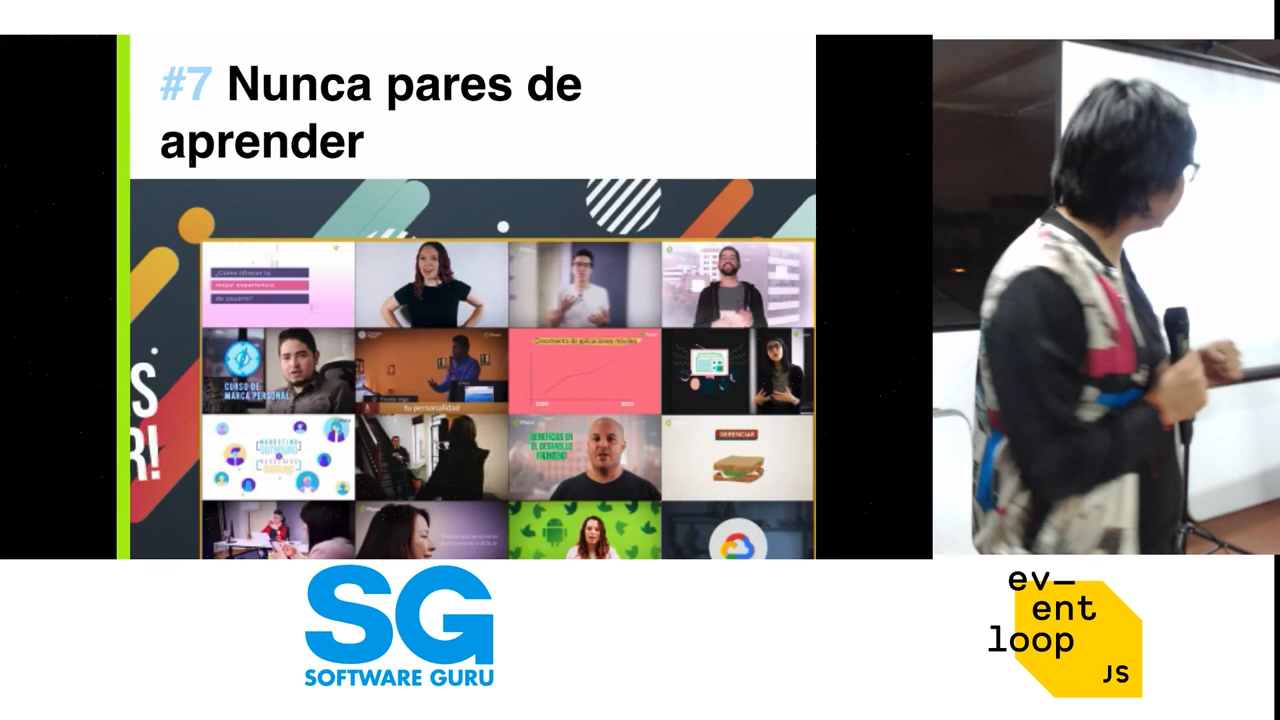 #7 Nunca pares de
aprender
¿Cómo ofrecerte
mejor experiencia
de usuario?
CURSO DE
MARCA PERSONAL
tu personalidad
Crecimiento de aplicaciones móviles
BENEFICIOS EN
EL DESARROLLO
FRONTEND
GERENCIAR
S
R!
SG
SOFTWARE GURU
ev—
ent
loop
JS